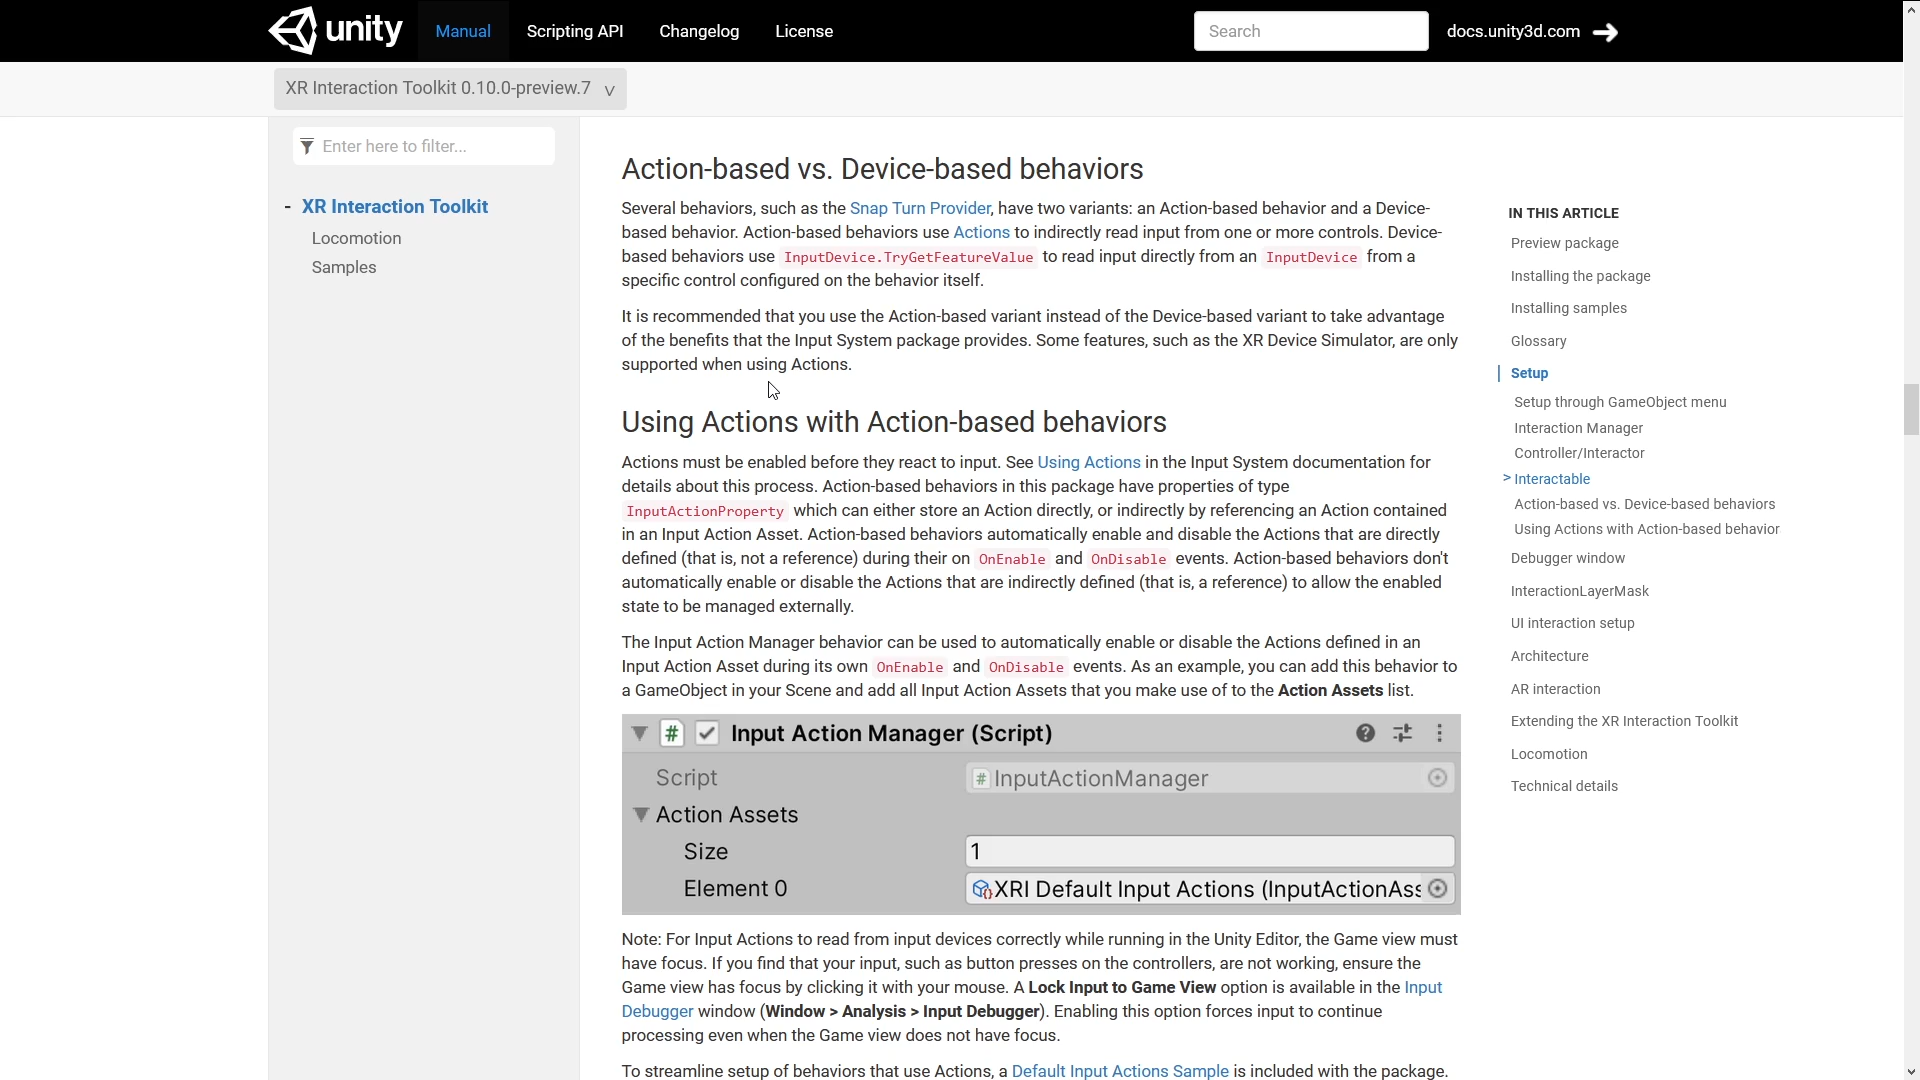 unity
Manual
Scripting API
Changelog
License
Search
docs.unity3d.com
XR Interaction Toolkit 0.10.0-preview.7 v
Enter here to filter...
- XR Interaction Toolkit
Locomotion
Samples
Action-based vs. Device-based behaviors
Several behaviors, such as the Snap Turn Provider, have two variants: an Action-based behavior and a Device-
based behavior. Action-based behaviors use Actions to indirectly read input from one or more controls. Device-
based behaviors use InputDevice.TryGetFeatureValue to read input directly from an InputDevice from a
specific control configured on the behavior itself.
It is recommended that you use the Action-based variant instead of the Device-based variant to take advantage
of the benefits that the Input System package provides. Some features, such as the XR Device Simulator, are only
supported when using Actions.
Using Actions with Action-based behaviors
Actions must be enabled before they react to input. See Using Actions in the Input System documentation for
details about this process. Action-based behaviors in this package have properties of type
InputActionProperty which can either store an Action directly, or indirectly by referencing an Action contained
in an Input Action Asset. Action-based behaviors automatically enable and disable the Actions that are directly
defined (that is, not a reference) during their on OnEnable and OnDisable events. Action-based behaviors don't
automatically enable or disable the Actions that are indirectly defined (that is, a reference) to allow the enabled
state to be managed externally.
The Input Action Manager behavior can be used to automatically enable or disable the Actions defined in an
Input Action Asset during its own OnEnable and OnDisable events. As an example, you can add this behavior to
a GameObject in your Scene and add all Input Action Assets that you make use of to the Action Assets list.
# Input Action Manager (Script)
Script
# InputActionManager
Action Assets
Size
1
Element 0
XRI Default Input Actions (InputActionAss
Note: For Input Actions to read from input devices correctly while running in the Unity Editor, the Game view must
have focus. If you find that your input, such as button presses on the controllers, are not working, ensure the
Game view has focus by clicking it with your mouse. A Lock Input to Game View option is available in the Input
Debugger window (Window > Analysis > Input Debugger). Enabling this option forces input to continue
processing even when the Game view does not have focus.
To streamline setup of behaviors that use Actions, a Default Input Actions Sample is included with the package.
IN THIS ARTICLE
Preview package
Installing the package
Installing samples
Glossary
Setup
Setup through GameObject menu
Interaction Manager
Controller/Interactor
> Interactable
Action-based vs. Device-based behaviors
Using Actions with Action-based behavior
Debugger window
InteractionLayerMask
UI interaction setup
Architecture
AR interaction
Extending the XR Interaction Toolkit
Locomotion
Technical details